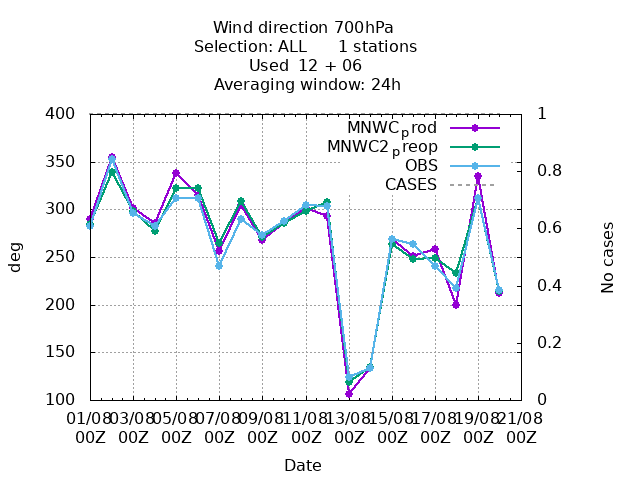 Wind direction 700hPa
Selection: ALL 1 stations
Used 12 + 06
Averaging window: 24h
400
350
300
250
200
150
100
deg
1
0.8
0.6
0.4
0.2
0
No cases
MNWCprod
MNWC2preop
OBS
CASES
01/08 03/08 05/08 07/08 09/08 11/08 13/08 15/08 17/08 19/08 21/08
00Z 00Z 00Z 00Z 00Z 00Z 00Z 00Z 00Z 00Z 00Z
Date